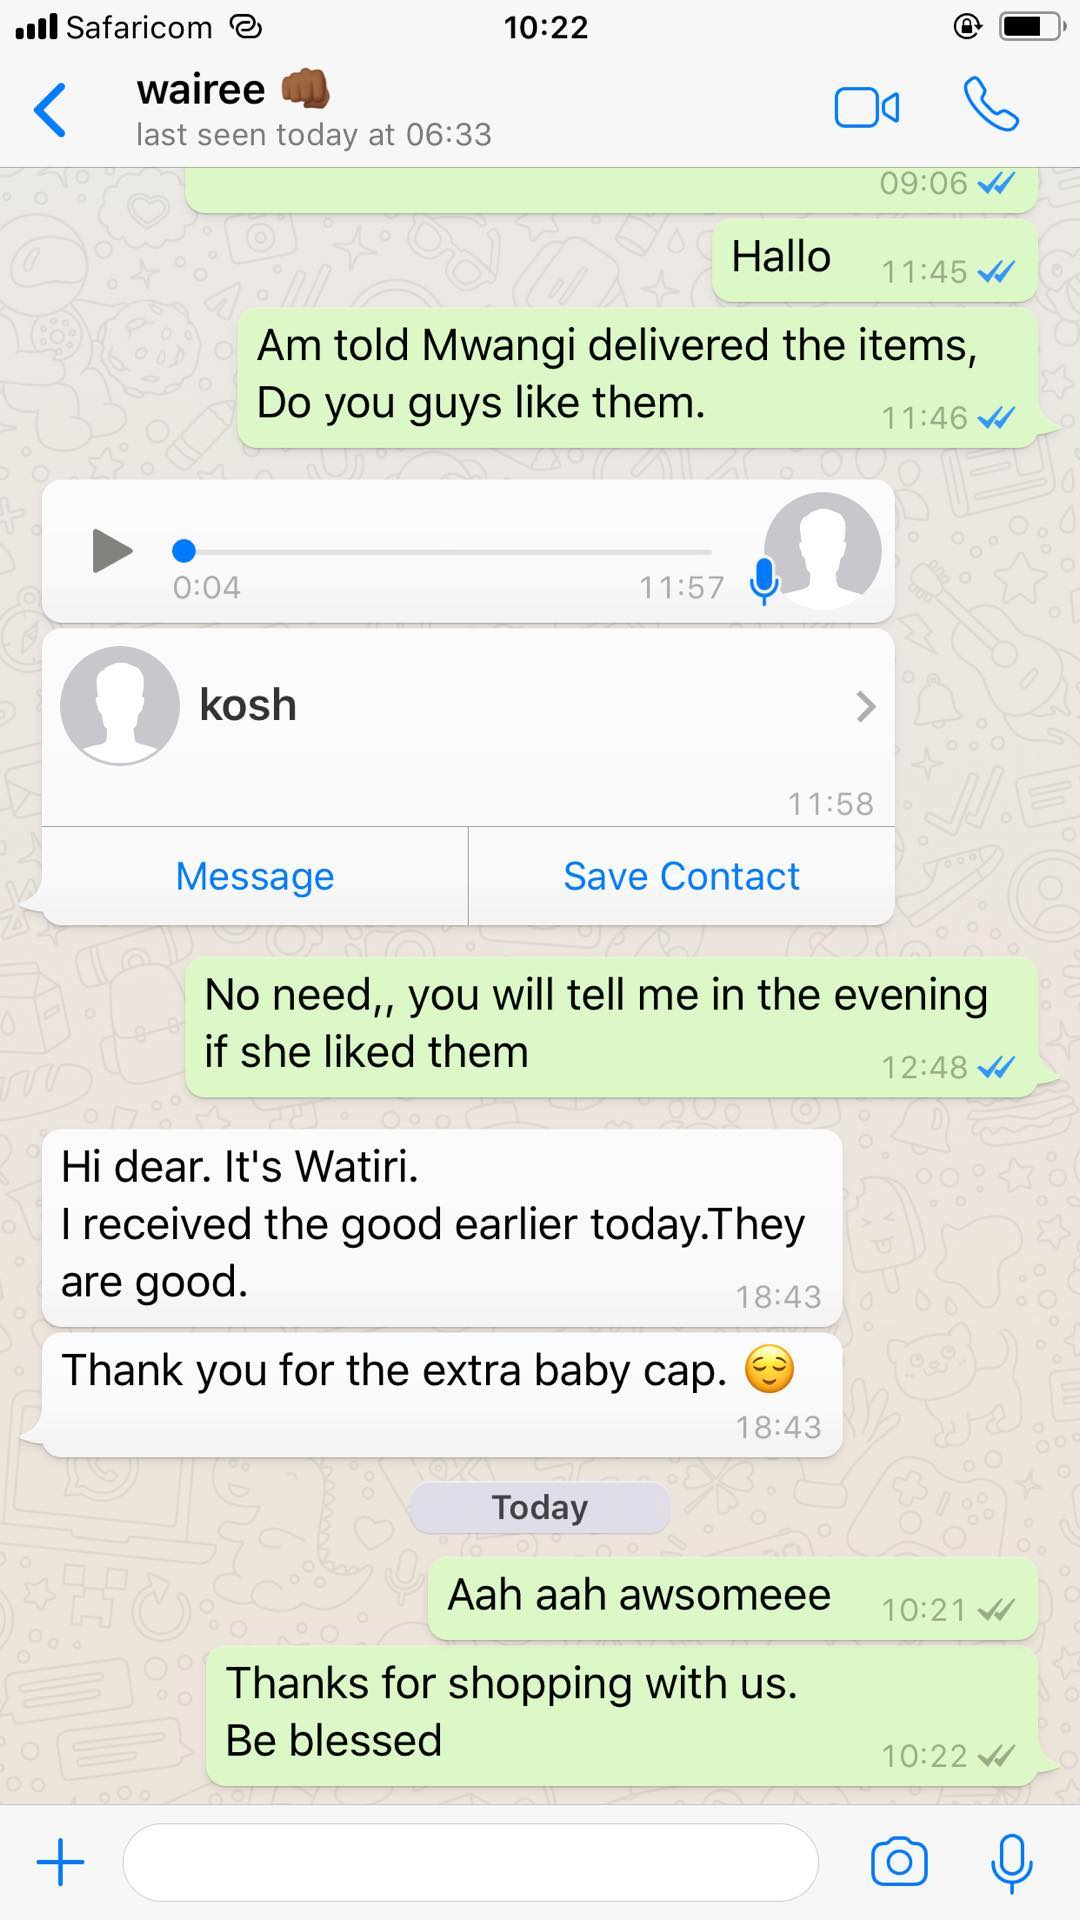 Safaricom 10:22
wairee
last seen today at 06:33
09:06
Hallo 11:45
Am told Mwangi delivered the items,
Do you guys like them. 11:46
0:04 11:57
kosh
11:58
Message Save Contact
No need,, you will tell me in the evening
if she liked them 12:48
Hi dear. It's Watiri.
I received the good earlier today.They
are good. 18:43
Thank you for the extra baby cap.
18:43
Today
Aah aah awsomeee 10:21
Thanks for shopping with us.
Be blessed 10:22